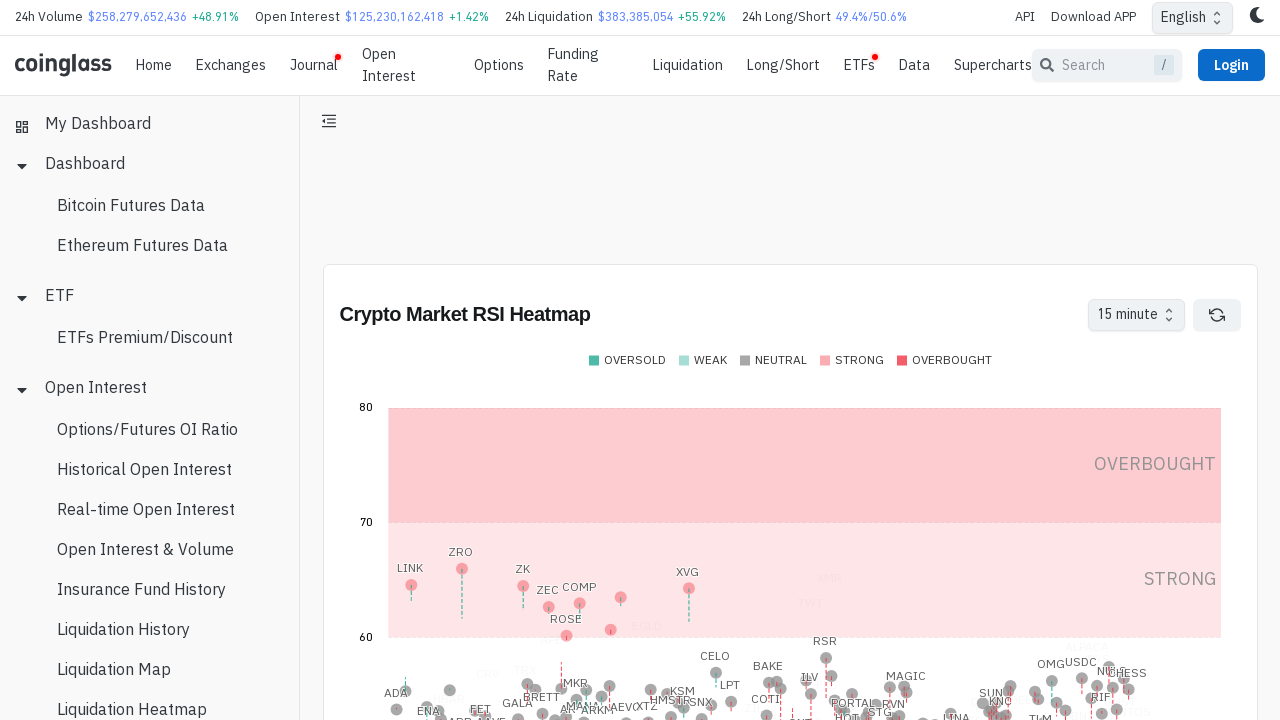 24h Volume $258,279,652,436 +48.91% Open Interest $125,230,162,418 +1.42% 24h Liquidation $383,385,054 +55.92% 24h Long/Short 49.4%/50.6% API Download APP English
coinglass Home Exchanges Journal Open Interest Options Funding Rate Liquidation Long/Short ETFs Data Supercharts Search / Login
My Dashboard
Dashboard
Bitcoin Futures Data
Ethereum Futures Data
ETF
ETFs Premium/Discount
Open Interest
Options/Futures OI Ratio
Historical Open Interest
Real-time Open Interest
Open Interest & Volume
Insurance Fund History
Liquidation History
Liquidation Map
Liquidation Heatmap
Crypto Market RSI Heatmap 15 minute
OVERSOLD WEAK NEUTRAL STRONG OVERBOUGHT
80
OVERBOUGHT
70
ZRO
LINK ZK XVG
STRONG
ZEC COMP
ROSE
60
RSR
CELO
BAKE OMG USDC
CHESS
ILV MAGIC
MKR LPT
ADA BRETT KSM SUN
COTI
GALA HMSTR SNX PORTAL RVN KNC
ENA FET AEVO XTZ
LINA